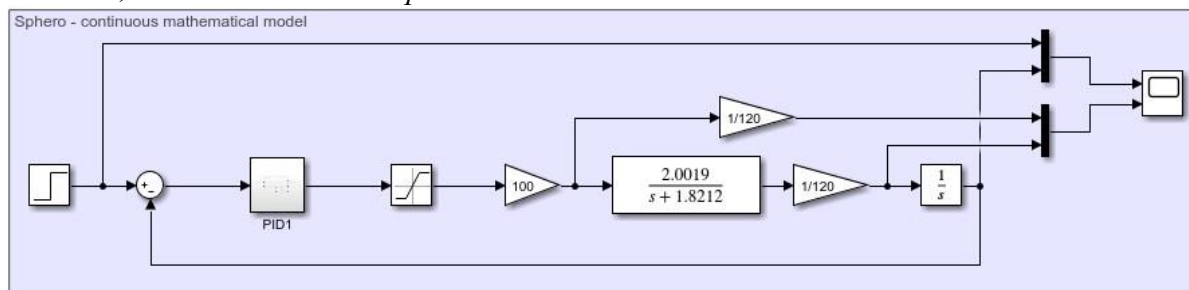 Sphero - continuous mathematical model
1/120
+
-
PID1
100
2.0019
s + 1.8212
1/120
1
s